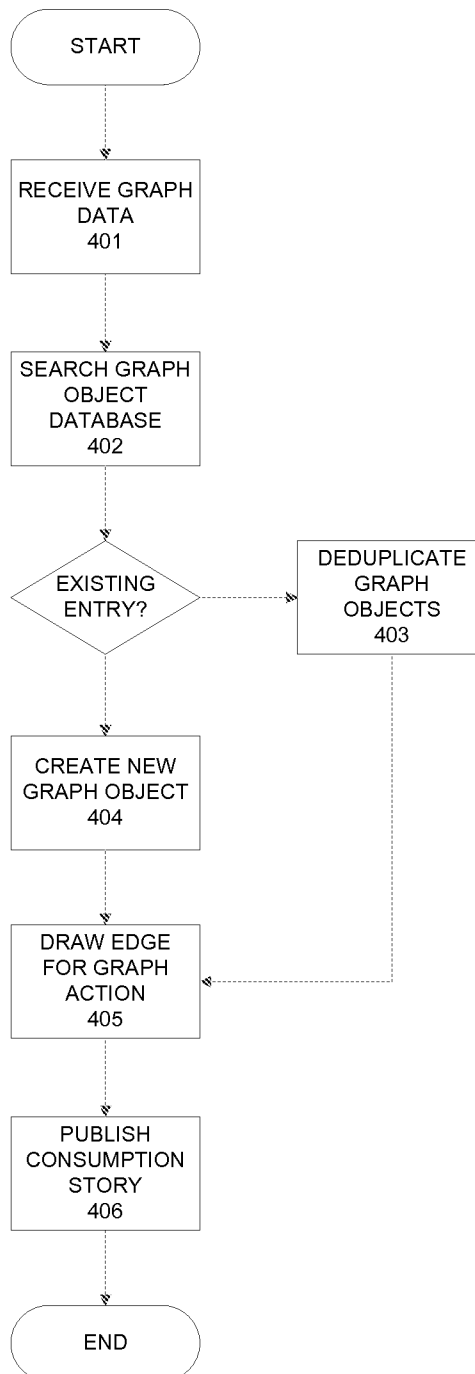 START
RECEIVE GRAPH
DATA
401
SEARCH GRAPH
OBJECT
DATABASE
402
EXISTING
ENTRY?
DEDUPLICATE
GRAPH
OBJECTS
403
CREATE NEW
GRAPH OBJECT
404
DRAW EDGE
FOR GRAPH
ACTION
405
PUBLISH
CONSUMPTION
STORY
406
END